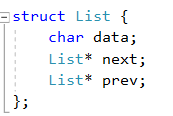 struct List {
    char data;
    List* next;
    List* prev;
};